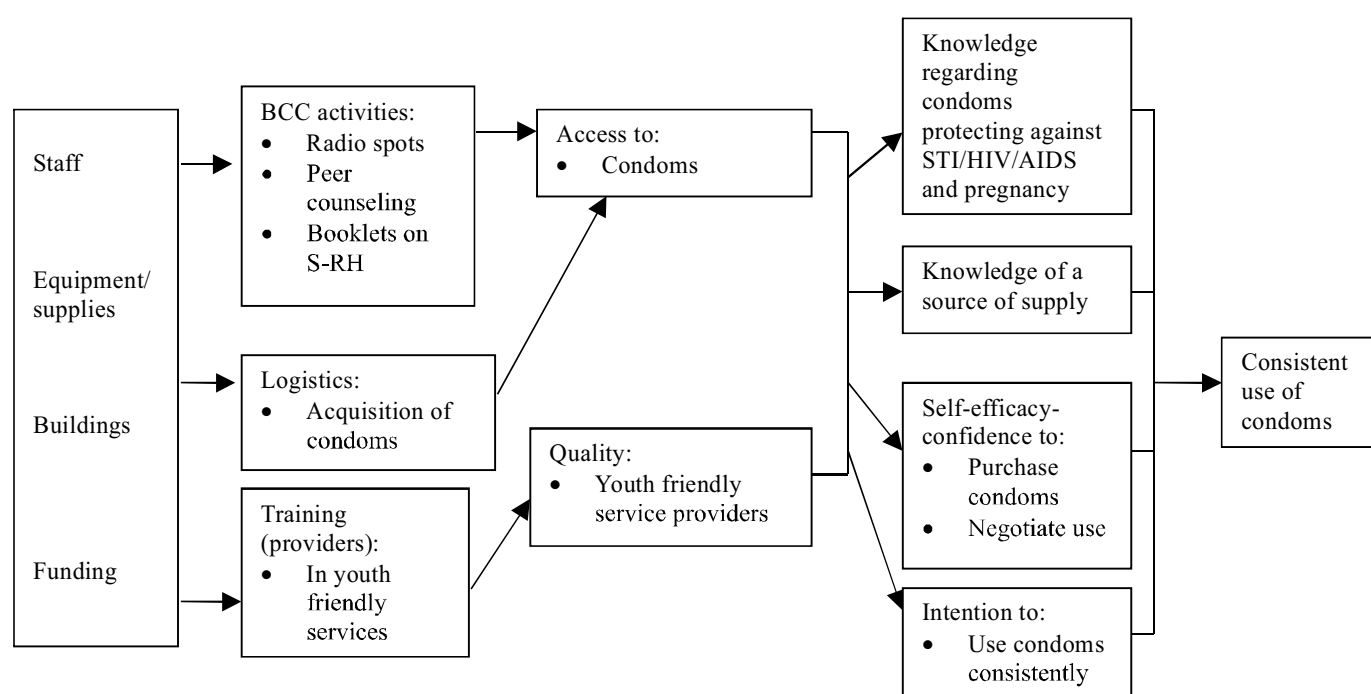 Staff
Equipment/
supplies
Buildings
Funding
BCC activities:
• Radio spots
• Peer
counseling
• Booklets on
S-RH
Logistics:
• Acquisition of
condoms
Training
(providers):
• In youth
friendly
services
Access to:
• Condoms
Quality:
• Youth friendly
service providers
Knowledge
regarding
condoms
protecting against
STI/HIV/AIDS
and pregnancy
Knowledge of a
source of supply
Self-efficacy-
confidence to:
• Purchase
condoms
• Negotiate use
Intention to:
• Use condoms
consistently
Consistent
use of
condoms